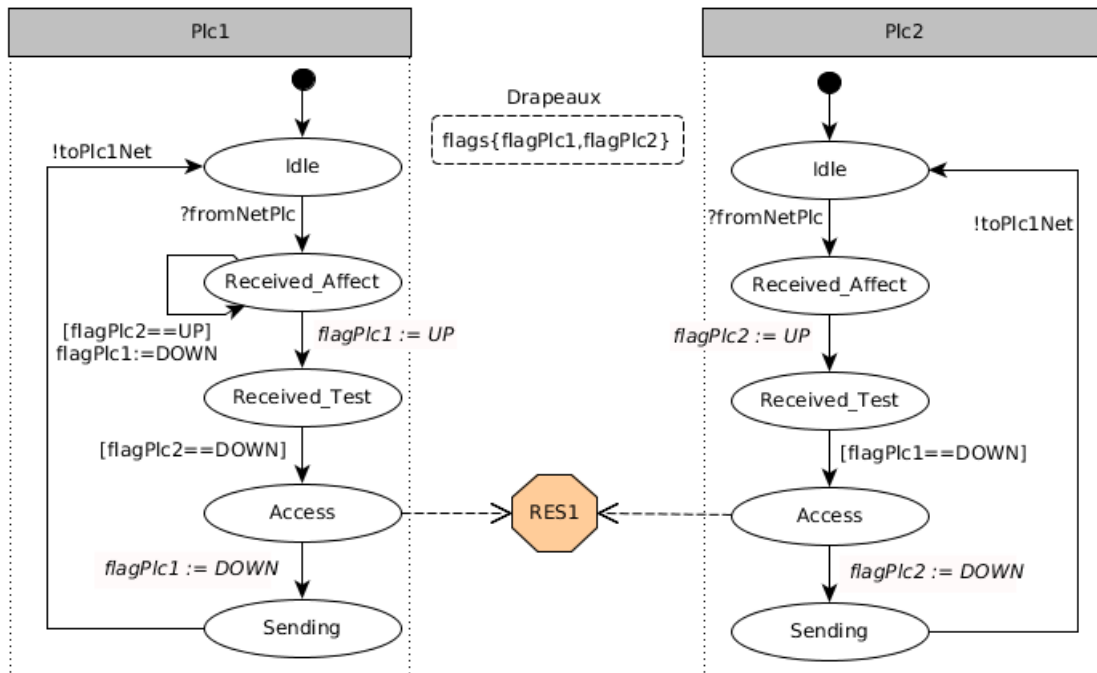 Plc1
Idle
!toPlc1Net
?fromNetPlc
Received_Affect
[flagPlc2==UP]
flagPlc1:=DOWN
flagPlc1 := UP
Received_Test
[flagPlc2==DOWN]
Access
flagPlc1 := DOWN
Sending
Drapeaux
flags{flagPlc1,flagPlc2}
RES1
Plc2
Idle
?fromNetPlc
!toPlc1Net
Received_Affect
flagPlc2 := UP
Received_Test
[flagPlc1==DOWN]
Access
flagPlc2 := DOWN
Sending